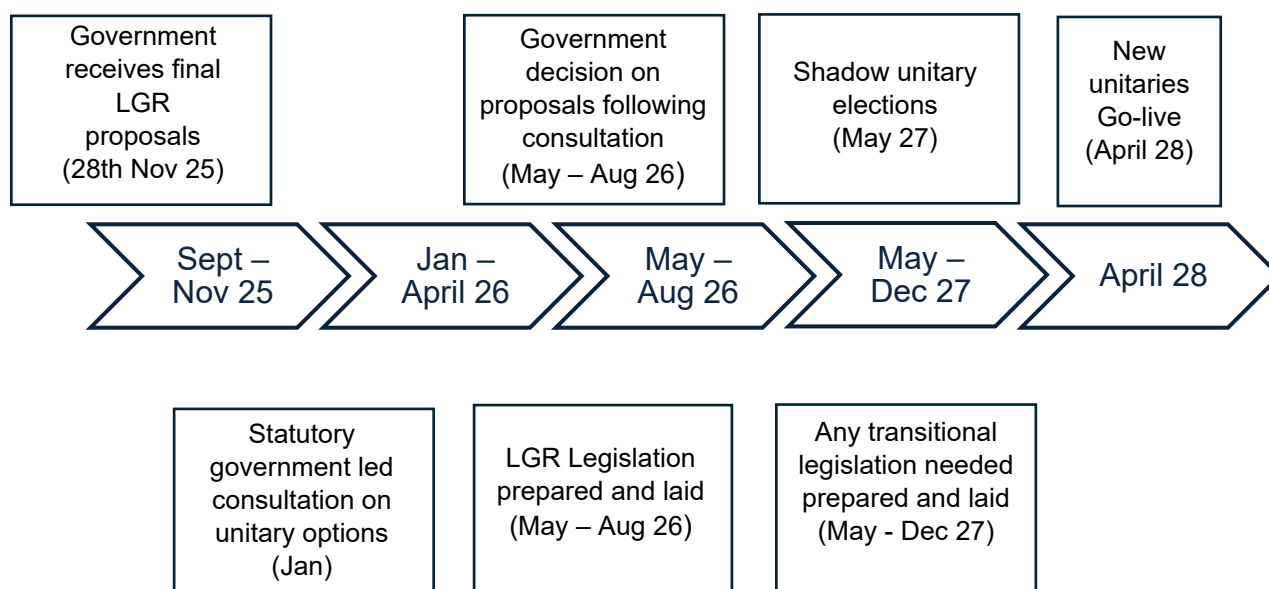 Government
receives final
LGR
proposals
(28th Nov 25)
Government
decision on
proposals following
consultation
(May – Aug 26)
Shadow unitary
elections
(May 27)
New
unitaries
Go-live
(April 28)
Sept –
Nov 25
Jan –
April 26
May –
Aug 26
May –
Dec 27
April 28
Statutory
government led
consultation on
unitary options
(Jan)
LGR Legislation
prepared and laid
(May – Aug 26)
Any transitional
legislation needed
prepared and laid
(May - Dec 27)